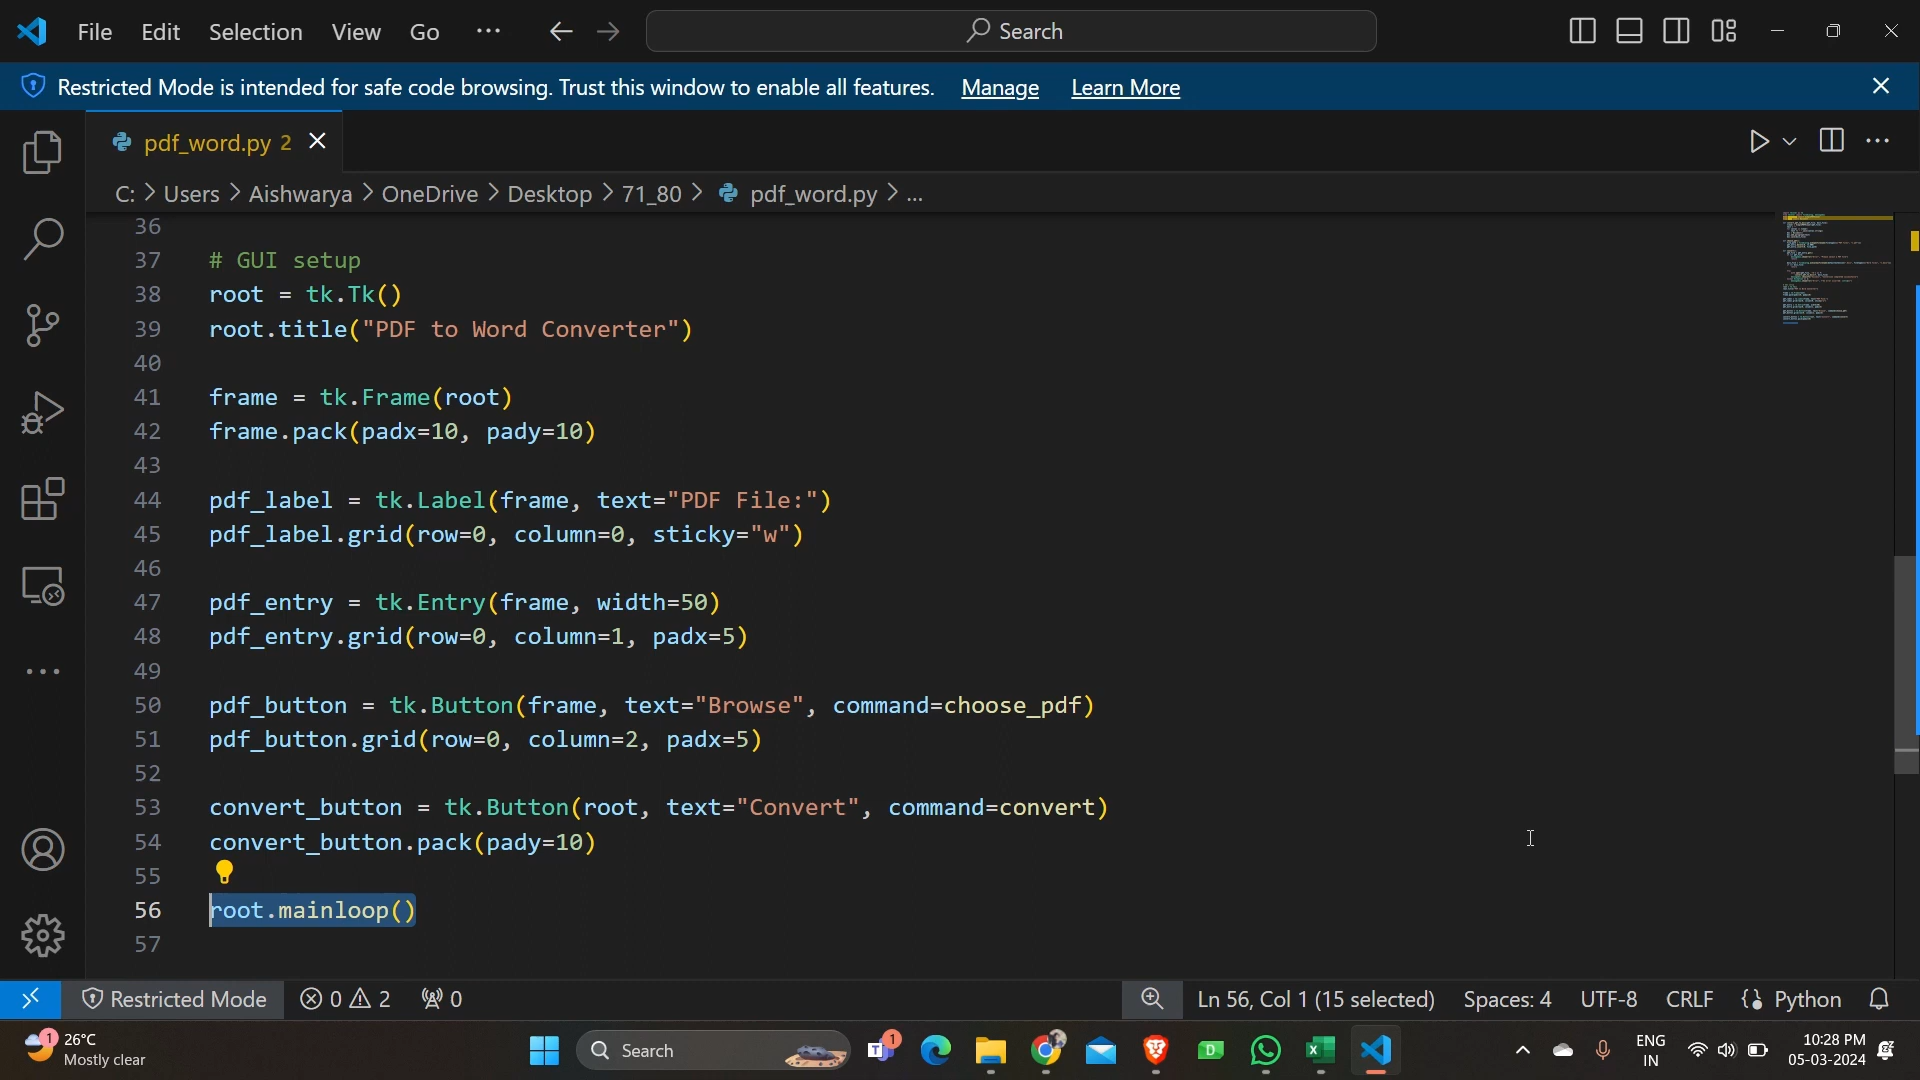 File Edit Selection View Go ... Search
Restricted Mode is intended for safe code browsing. Trust this window to enable all features. Manage Learn More
pdf_word.py 2
C: > Users > Aishwarya > OneDrive > Desktop > 71_80 > pdf_word.py > ...
36
37 # GUI setup
38 root = tk.Tk()
39 root.title("PDF to Word Converter")
40
41 frame = tk.Frame(root)
42 frame.pack(padx=10, pady=10)
43
44 pdf_label = tk.Label(frame, text="PDF File:")
45 pdf_label.grid(row=0, column=0, sticky="w")
46
47 pdf_entry = tk.Entry(frame, width=50)
48 pdf_entry.grid(row=0, column=1, padx=5)
49
50 pdf_button = tk.Button(frame, text="Browse", command=choose_pdf)
51 pdf_button.grid(row=0, column=2, padx=5)
52
53 convert_button = tk.Button(root, text="Convert", command=convert)
54 convert_button.pack(pady=10)
55
56 root.mainloop()
57
Restricted Mode 0 2 0 Ln 56, Col 1 (15 selected) Spaces: 4 UTF-8 CRLF Python
1 26°C
Mostly clear
Search
T 1
D
ENG
IN
10:28 PM
05-03-2024